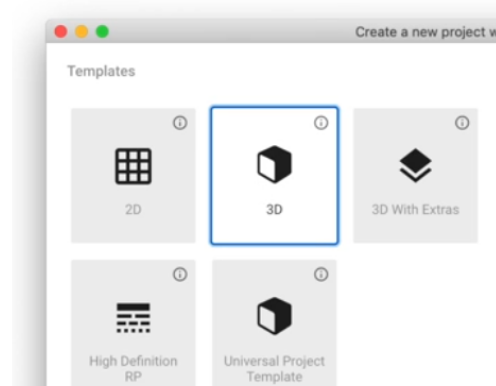 Create a new project w
Templates
2D
3D
3D With Extras
High Definition
RP
Universal Project
Template